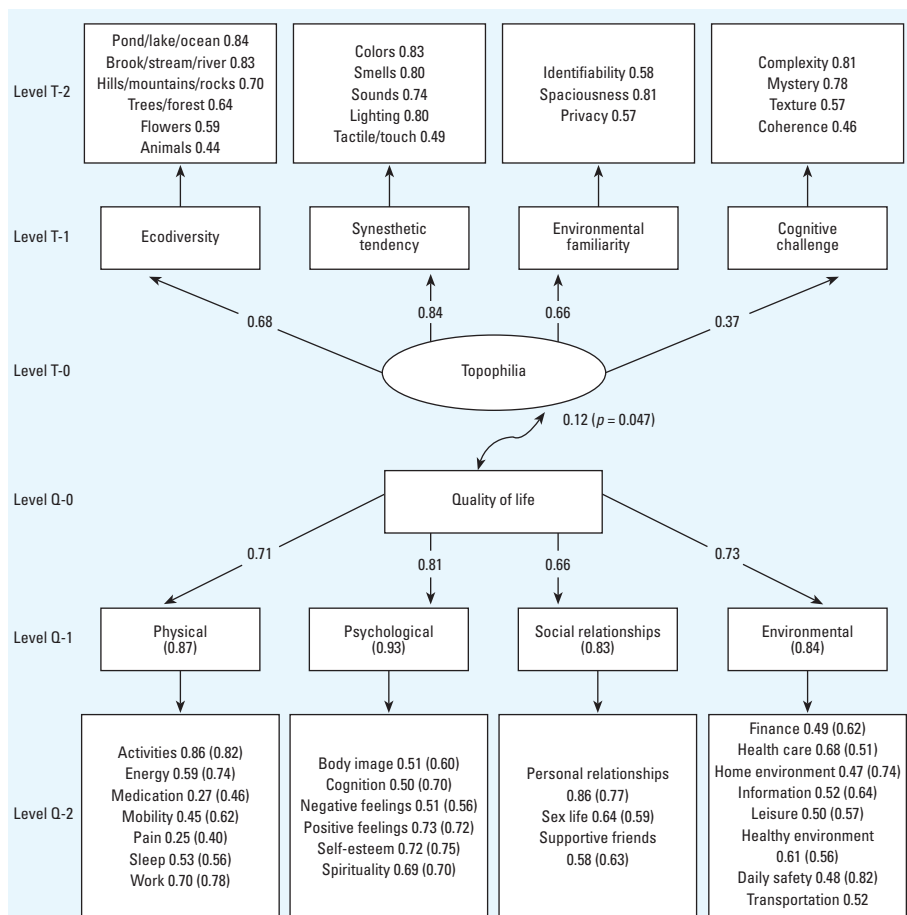 Level T-2
Pond/lake/ocean 0.84
Brook/stream/river 0.83
Hills/mountains/rocks 0.70
Trees/forest 0.64
Flowers 0.59
Animals 0.44
Colors 0.83
Smells 0.80
Sounds 0.74
Lighting 0.80
Tactile/touch 0.49
Identifiability 0.58
Spaciousness 0.81
Privacy 0.57
Complexity 0.81
Mystery 0.78
Texture 0.57
Coherence 0.46
Level T-1
Ecodiversity
Synesthetic
tendency
Environmental
familiarity
Cognitive
challenge
0.68
0.84
0.66
0.37
Level T-0
Topophilia
0.12 (p = 0.047)
Level Q-0
Quality of life
0.71
0.81
0.66
0.73
Level Q-1
Physical
(0.87)
Psychological
(0.93)
Social relationships
(0.83)
Environmental
(0.84)
Level Q-2
Activities 0.86 (0.82)
Energy 0.59 (0.74)
Medication 0.27 (0.46)
Mobility 0.45 (0.62)
Pain 0.25 (0.40)
Sleep 0.53 (0.56)
Work 0.70 (0.78)
Body image 0.51 (0.60)
Cognition 0.50 (0.70)
Negative feelings 0.51 (0.56)
Positive feelings 0.73 (0.72)
Self-esteem 0.72 (0.75)
Spirituality 0.69 (0.70)
Personal relationships
0.86 (0.77)
Sex life 0.64 (0.59)
Supportive friends
0.58 (0.63)
Finance 0.49 (0.62)
Health care 0.68 (0.51)
Home environment 0.47 (0.74)
Information 0.52 (0.64)
Leisure 0.50 (0.57)
Healthy environment
0.61 (0.56)
Daily safety 0.48 (0.82)
Transportation 0.52